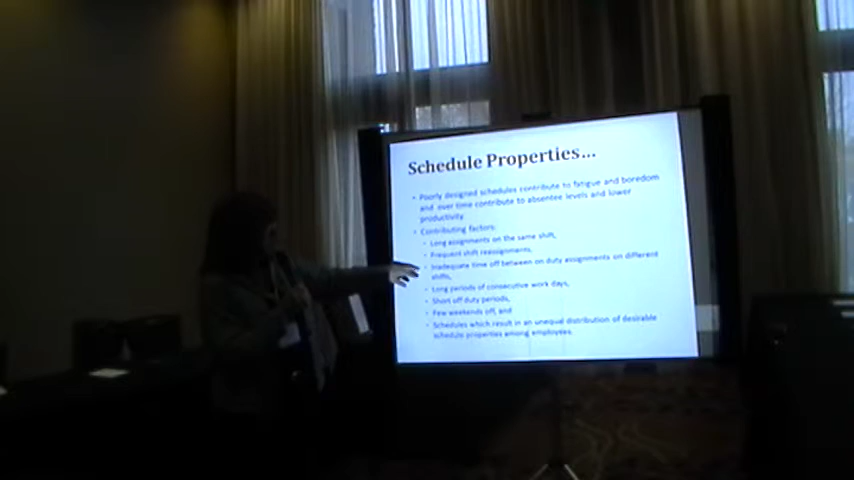 Schedule Properties...
• Poorly designed schedules contribute to fatigue and boredom
and over time contribute to absentee levels and lower
productivity.
• Contributing factors:
• Long assignments on the same shift,
• Frequent shift reassignments,
• Inadequate time off between on duty assignments on different
shifts,
• Long periods of consecutive work days,
• Short off duty periods,
• Few weekends off, and
• Schedules which result in an unequal distribution of desirable
schedule properties among employees.